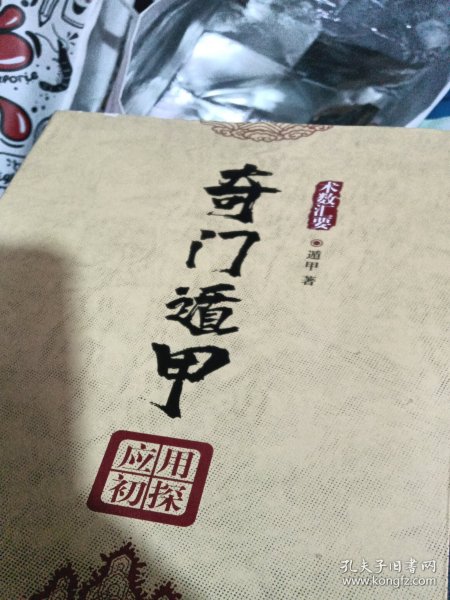 奇门遁甲
术数汇要
遁甲 著
应用
初探
孔夫子旧书网
www.kongfz.com